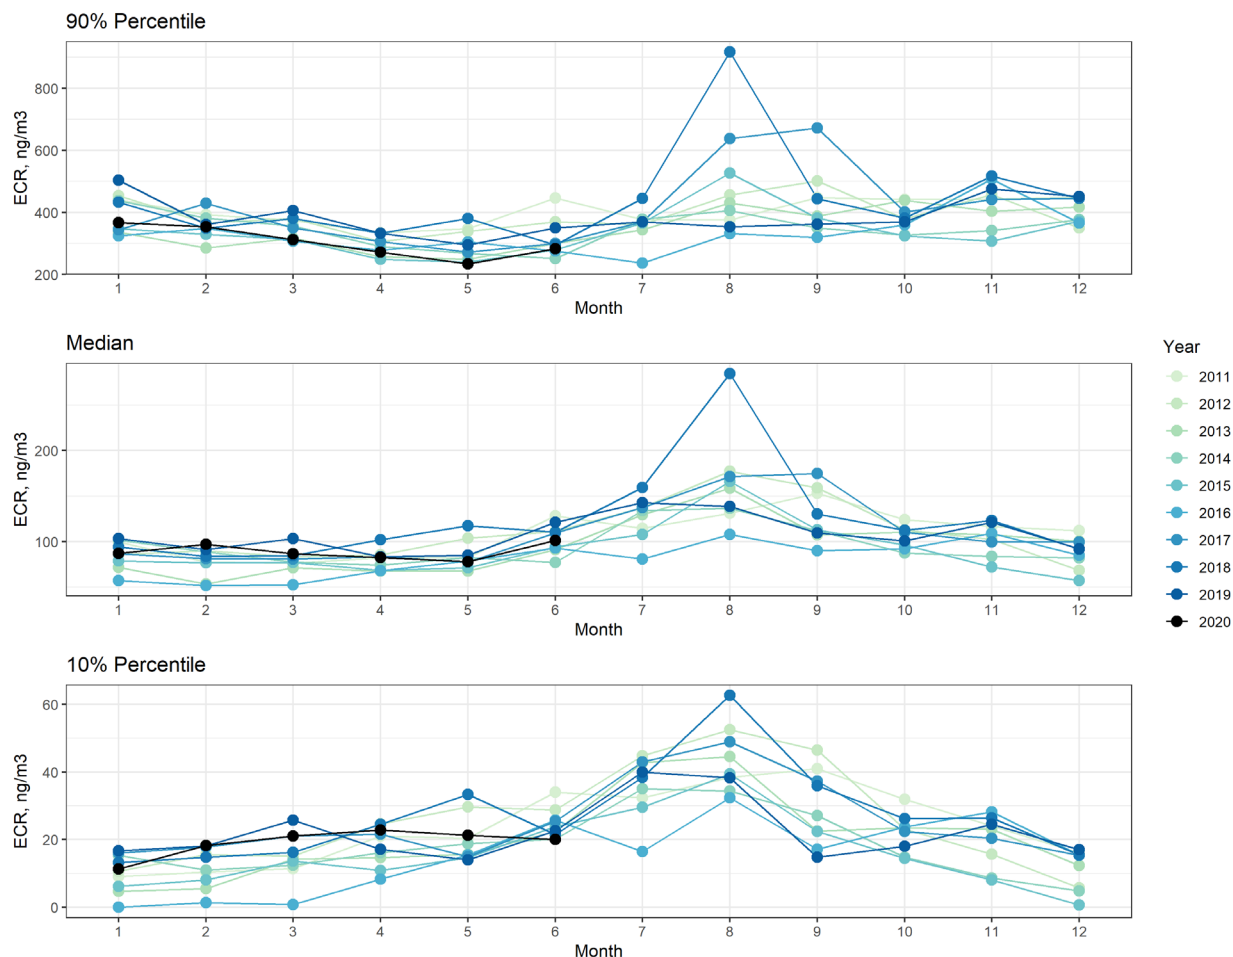 90% Percentile
ECR, ng/m3
800
600
400
200
1 2 3 4 5 6 7 8 9 10 11 12
Month
Median
ECR, ng/m3
200
100
1 2 3 4 5 6 7 8 9 10 11 12
Month
10% Percentile
ECR, ng/m3
60
40
20
0
1 2 3 4 5 6 7 8 9 10 11 12
Month
Year
2011
2012
2013
2014
2015
2016
2017
2018
2019
2020